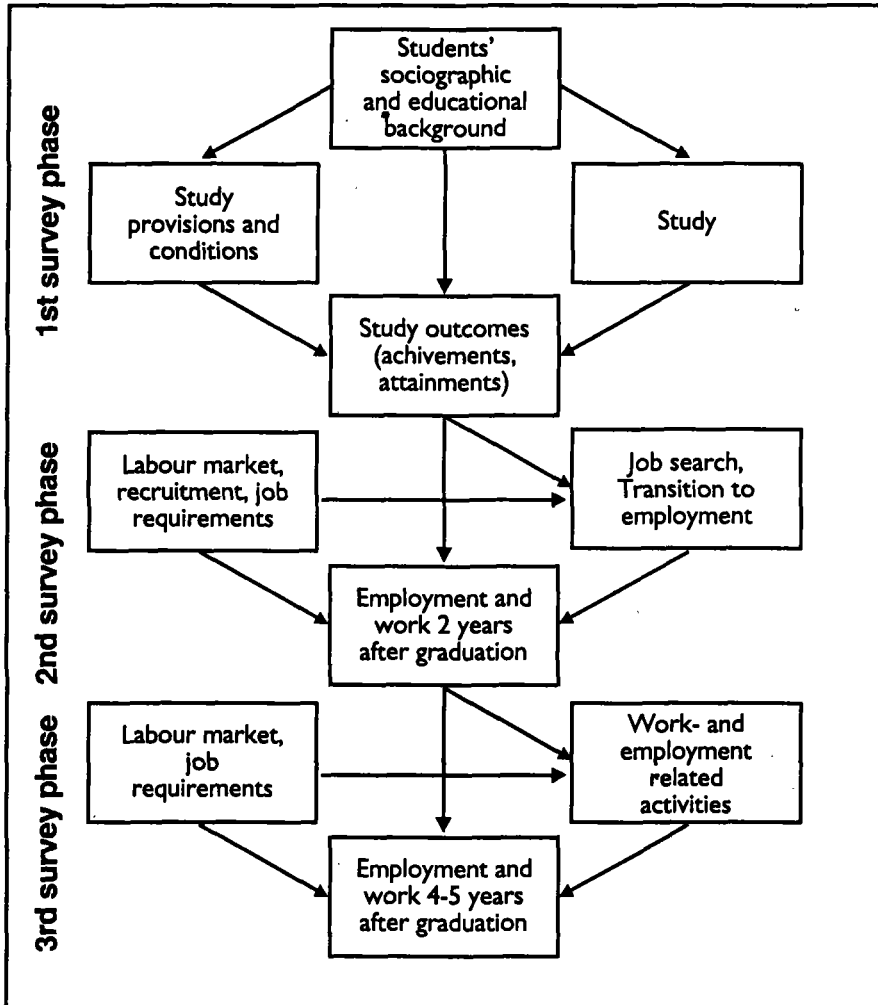 1st survey phase
Students'
sociographic
and educational
background
Study
provisions and
conditions
Study
Study outcomes
(achivements,
attainments)
2nd survey phase
Labour market,
recruitment, job
requirements
Job search,
Transition to
employment
Employment and
work 2 years
after graduation
3rd survey phase
Labour market,
job
requirements
Work- and
employment
related
activities
Employment and
work 4-5 years
after graduation